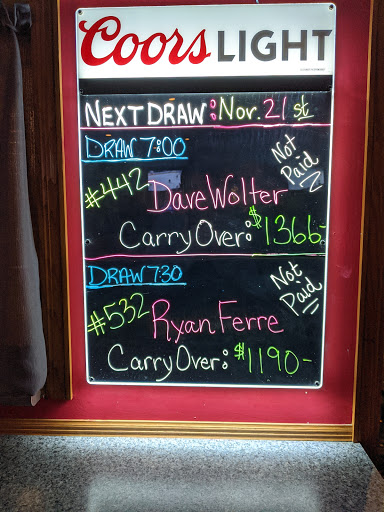 Coors LIGHT
NEXT DRAW: Nov. 21st
DRAW 7:00
Not Paid
#442
Dave Wolter
Carry Over: $1366-
DRAW 7:30
Not Paid
#532
Ryan Ferre
Carry Over: $1190-